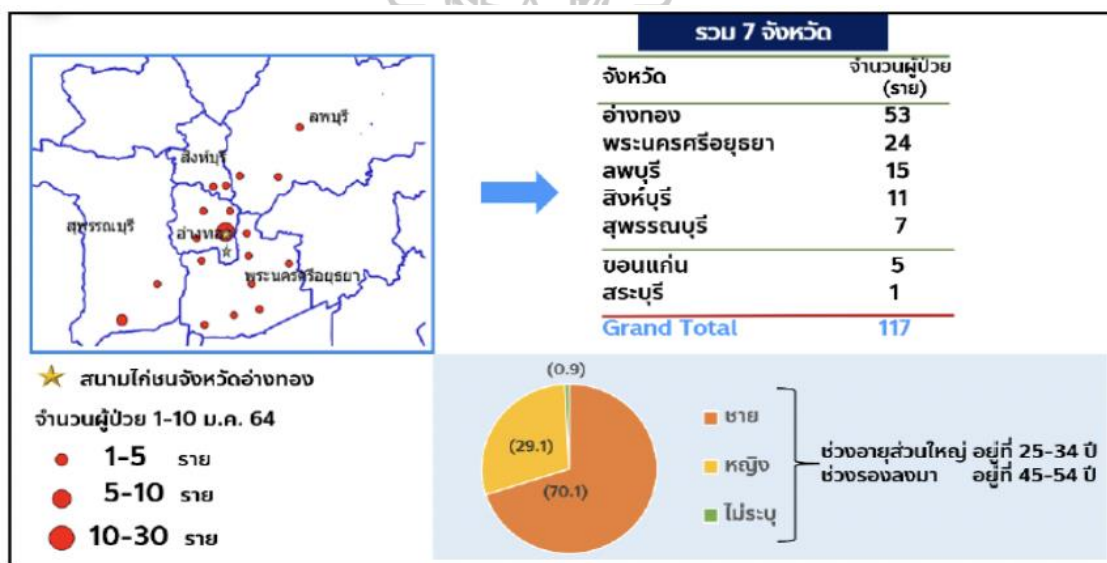 รวม 7 จังหวัด
จังหวัด จำนวนผู้ป่วย (ราย)
อ่างทอง 53
พระนครศรีอยุธยา 24
ลพบุรี 15
สิงห์บุรี 11
สุพรรณบุรี 7
ขอนแก่น 5
สระบุรี 1
Grand Total 117
ลพบุรี
สิงห์บุรี
สุพรรณบุรี
อ่างทอง
พระนครศรีอยุธยา
สนามไก่ชนจังหวัดอ่างทอง
จำนวนผู้ป่วย 1-10 ม.ค. 64
1-5 ราย
5-10 ราย
10-30 ราย
(0.9)
(29.1)
(70.1)
ชาย
หญิง
ไม่ระบุ
ช่วงอายุส่วนใหญ่ อยู่ที่ 25-34 ปี
ช่วงรองลงมา อยู่ที่ 45-54 ปี